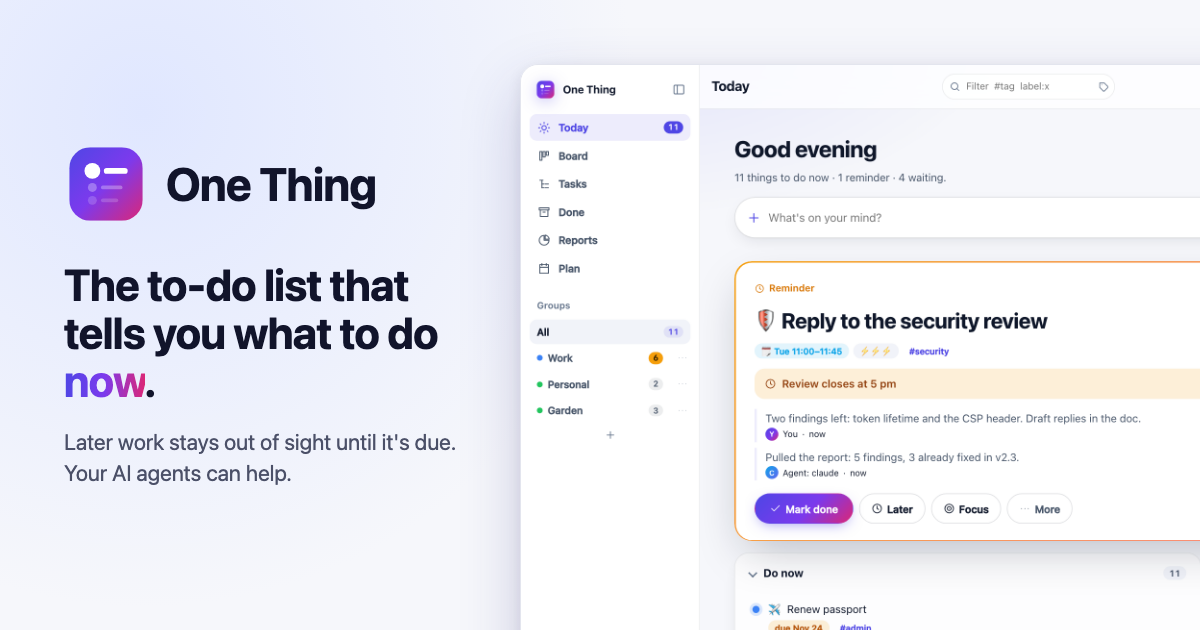 One Thing
The to-do list that
tells you what to do
now.
Later work stays out of sight until it's due.
Your AI agents can help.
One Thing
Today 11
Board
Tasks
Done
Reports
Plan
Groups
All 11
Work 6
Personal 2
Garden 3
+
Today
Filter #tag label:x
Good evening
11 things to do now · 1 reminder · 4 waiting.
+ What's on your mind?
Reminder
Reply to the security review
Tue 11:00–11:45 #security
Review closes at 5 pm
Two findings left: token lifetime and the CSP header. Draft replies in the doc.
Y You · now
Pulled the report: 5 findings, 3 already fixed in v2.3.
C Agent: claude · now
Mark done Later Focus ··· More
Do now 11
Renew passport
due Nov 24 #admin